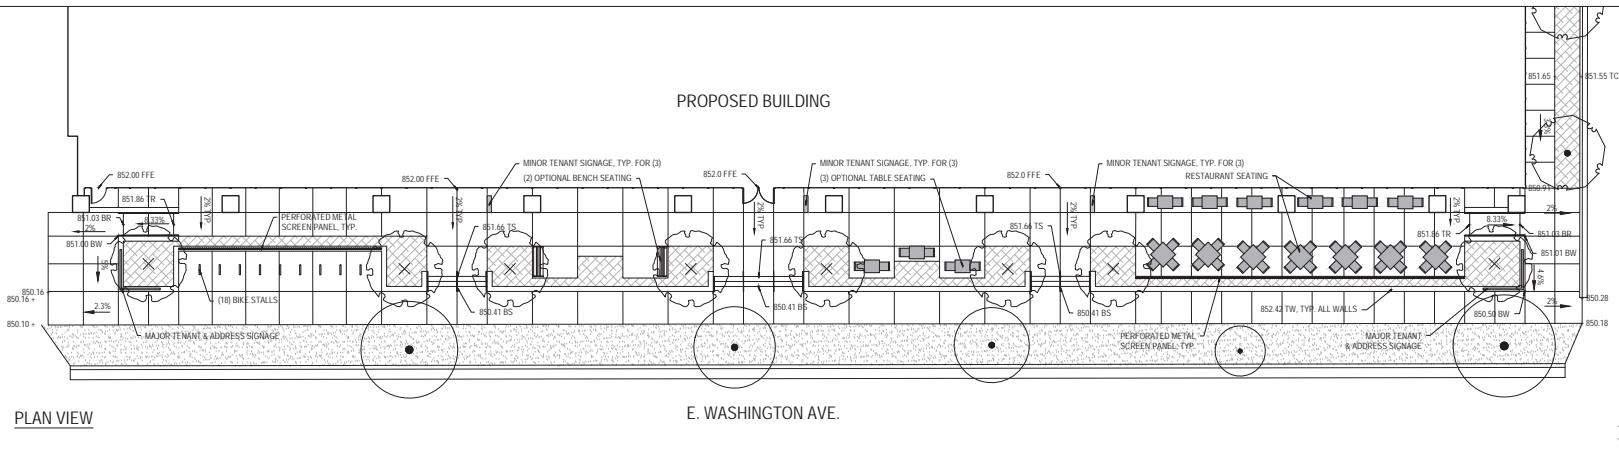 PROPOSED BUILDING
851.65
851.55 TC
MINOR TENANT SIGNAGE, TYP. FOR (3)
(2) OPTIONAL BENCH SEATING
MINOR TENANT SIGNAGE, TYP. FOR (3)
(3) OPTIONAL TABLE SEATING
MINOR TENANT SIGNAGE, TYP. FOR (3)
RESTAURANT SEATING
852.00 FFE
852.00 FFE
852.0 FFE
852.0 FFE
850.91
851.86 TR
2% TYP
2% TYP.
2% TYP.
2% TYP.
2% TYP
851.03 BR
8.33%
2%
PERFORATED METAL
SCREEN PANEL, TYP.
851.66 TS
851.66 TS
851.66 TS
851.86 TR
8.33%
2%
851.03 BR
851.00 BW
851.01 BW
5%
4.69%
850.16
850.16 +
(18) BIKE STALLS
2.3%
850.41 BS
850.41 BS
850.41 BS
852.42 TW, TYP. ALL WALLS
2%
850.50 BW
850.28
850.10 +
850.18
MAJOR TENANT & ADDRESS SIGNAGE
PERFORATED METAL
SCREEN PANEL, TYP.
MAJOR TENANT
& ADDRESS SIGNAGE
E. WASHINGTON AVE.
PLAN VIEW